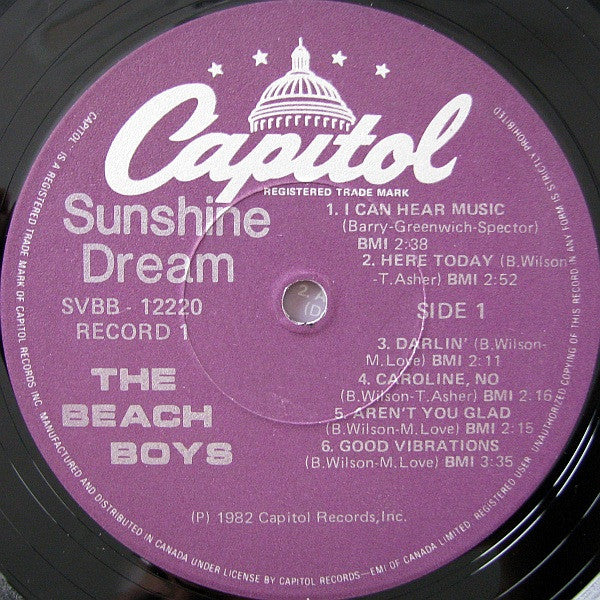 Capitol
REGISTERED TRADE MARK
Sunshine
Dream
SVBB - 12220
RECORD 1
THE
BEACH
BOYS
1. I CAN HEAR MUSIC
(Barry-Greenwich-Spector)
BMI 2:38
2. HERE TODAY (B.Wilson-
-T.Asher) BMI 2:52
SIDE 1
3. DARLIN' (B.Wilson-
M.Love) BMI 2:11
4. CAROLINE, NO
(B.Wilson-T.Asher) BMI 2:16
5. AREN'T YOU GLAD
(B.Wilson-M.Love) BMI 2:15
6. GOOD VIBRATIONS
(B.Wilson-M.Love) BMI 3:35
(P) 1982 Capitol Records,Inc.
CAPITOL - IS A REGISTERED TRADE MARK OF CAPITOL RECORDS INC. MANUFACTURED AND DISTRIBUTED IN CANADA UNDER LICENSE BY CAPITOL RECORDS—EMI OF CANADA LIMITED. REGISTERED USER. UNAUTHORIZED COPYING OF THIS RECORD IN ANY FORM IS STRICTLY PROHIBITED